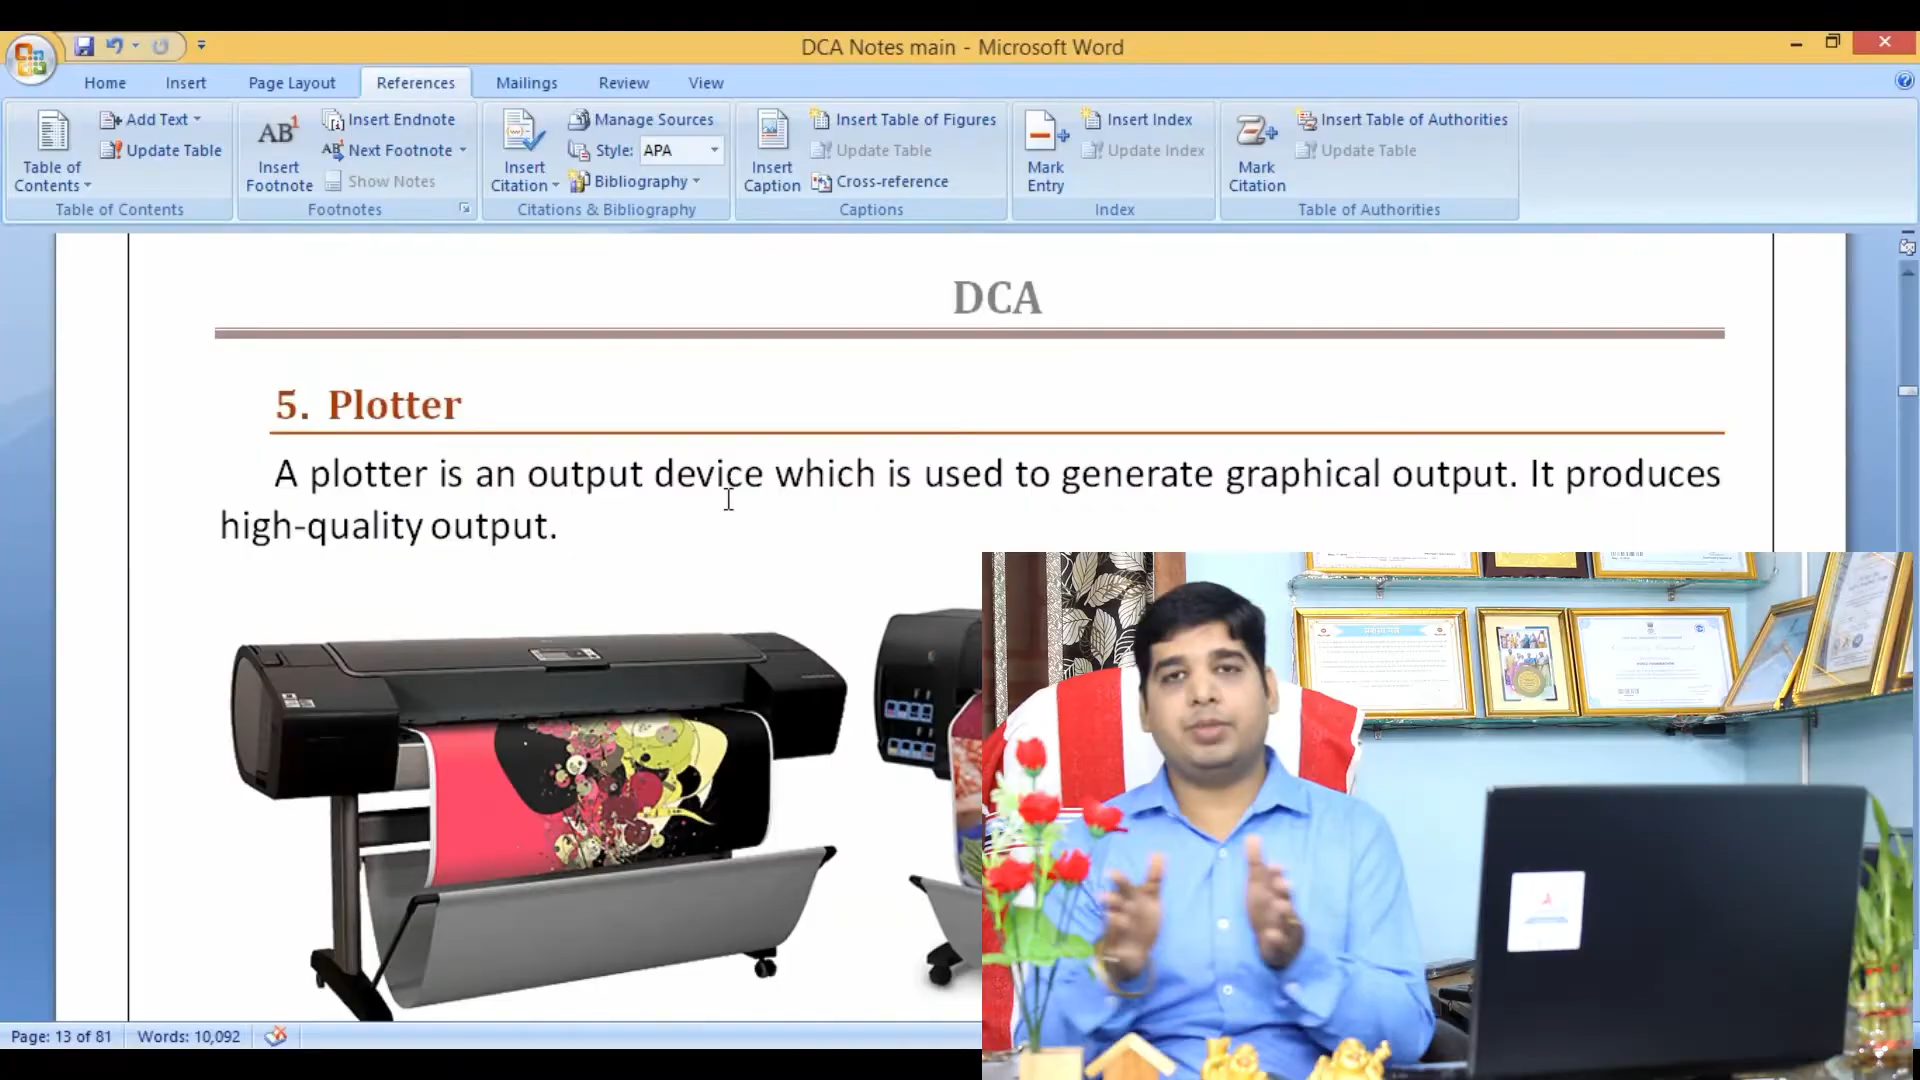 DCA Notes main - Microsoft Word
Home Insert Page Layout References Mailings Review View
Table of Contents
Add Text
Update Table
Table of Contents
AB1
Insert Footnote
Insert Endnote
AB1 Next Footnote
Show Notes
Footnotes
Insert Citation
Manage Sources
Style: APA
Bibliography
Citations & Bibliography
Insert Caption
Insert Table of Figures
Update Table
Cross-reference
Captions
Mark Entry
Insert Index
Update Index
Index
Mark Citation
Insert Table of Authorities
Update Table
Table of Authorities
DCA
5. Plotter
A plotter is an output device which is used to generate graphical output. It produces
high-quality output.
Page: 13 of 81 Words: 10,092